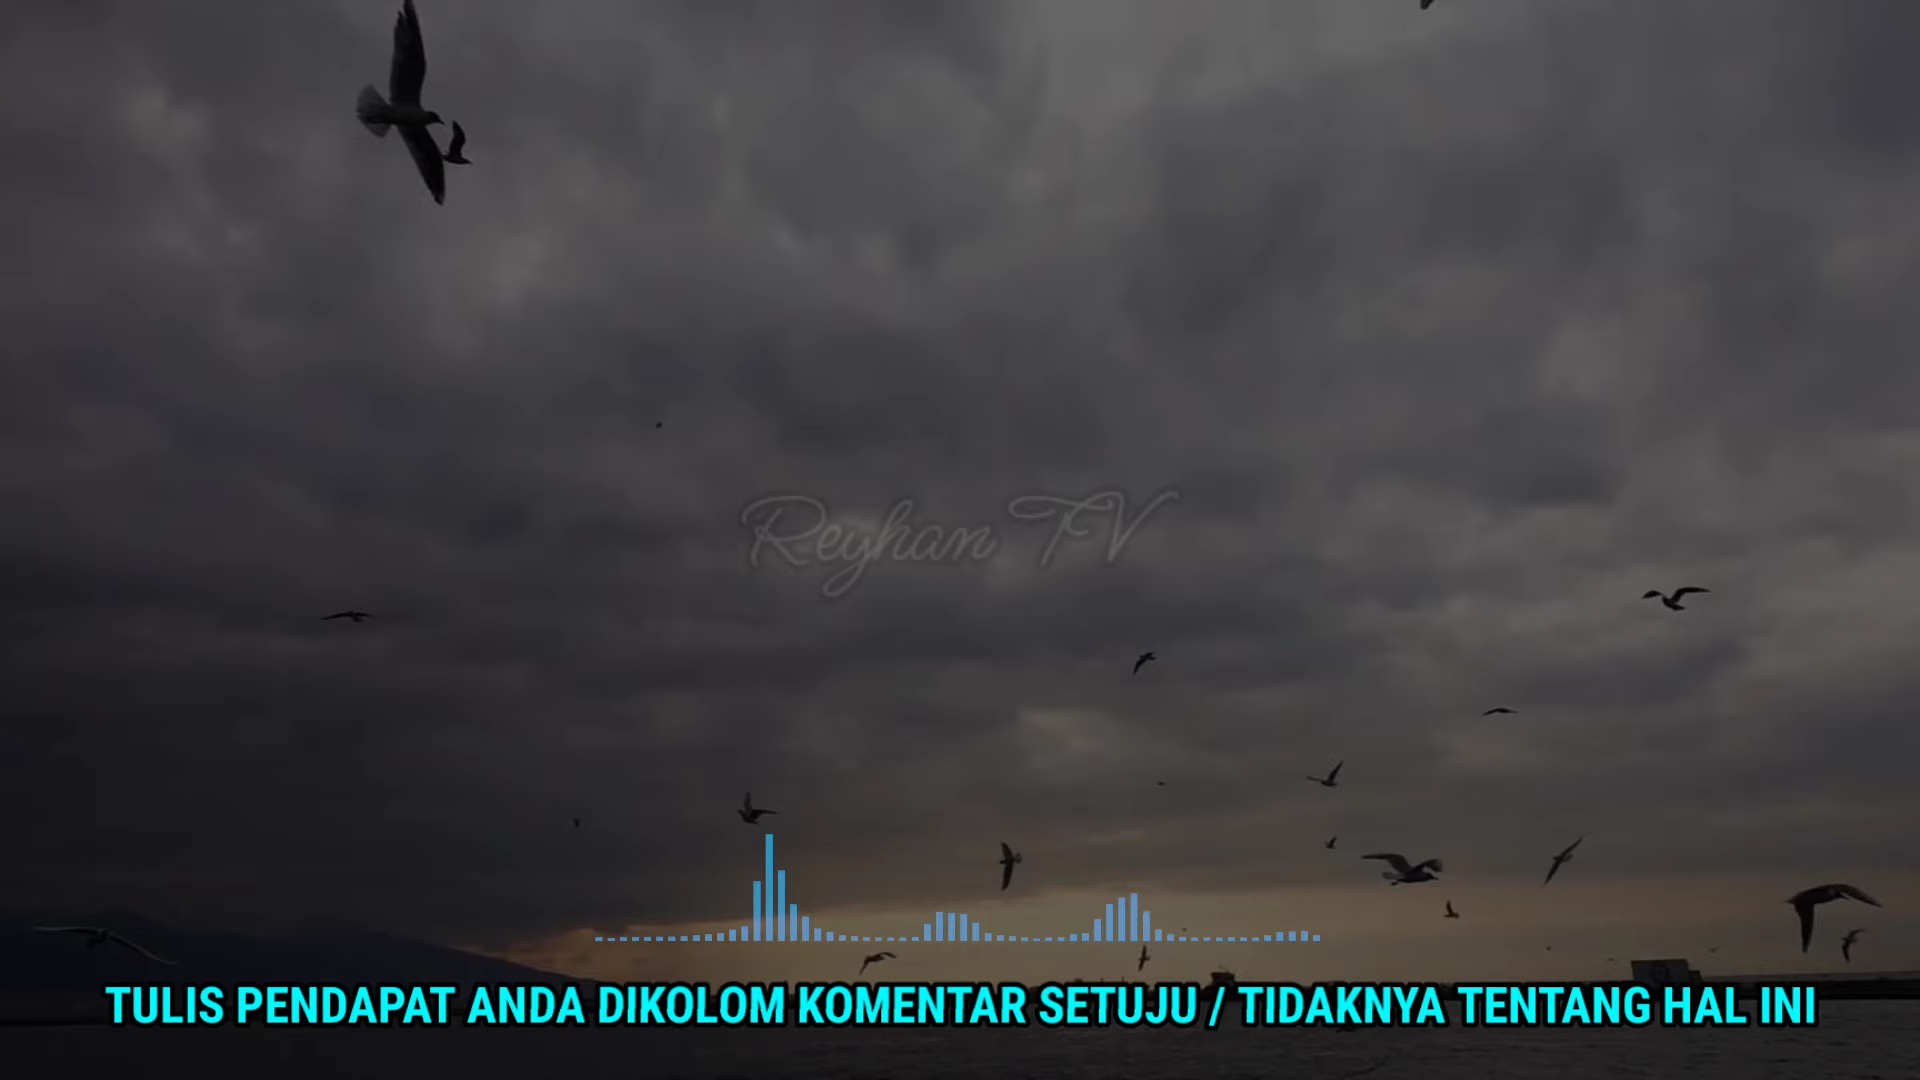 Reyhan TV
TULIS PENDAPAT ANDA DIKOLOM KOMENTAR SETUJU / TIDAKNYA TENTANG HAL INI